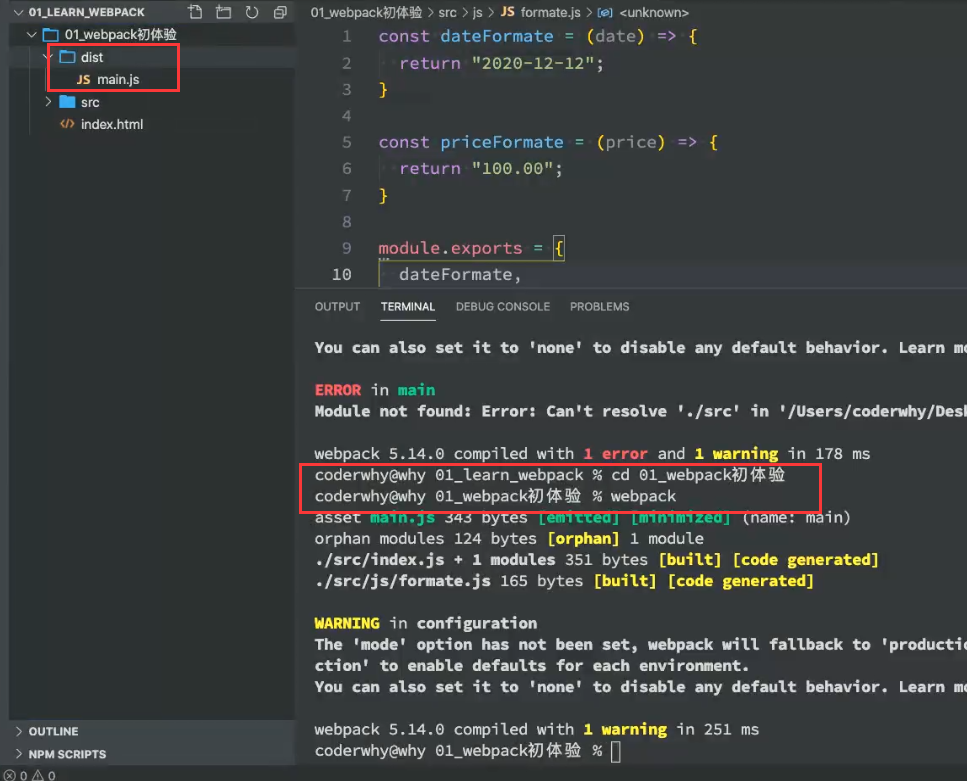 01_LEARN_WEBPACK
01_webpack初体验
dist
JS main.js
src
index.html
OUTLINE
NPM SCRIPTS
0 0
01_webpack初体验 > src > js > JS formate.js > <unknown>
1 const dateFormate = (date) => {
2 return "2020-12-12";
3 }
4
5 const priceFormate = (price) => {
6 return "100.00";
7 }
8
9 module.exports = {
10 dateFormate,
OUTPUT TERMINAL DEBUG CONSOLE PROBLEMS
You can also set it to 'none' to disable any default behavior. Learn mo
ERROR in main
Module not found: Error: Can't resolve './src' in '/Users/coderwhy/Desk
webpack 5.14.0 compiled with 1 error and 1 warning in 178 ms
coderwhy@why 01_learn_webpack % cd 01_webpack初体验
coderwhy@why 01_webpack初体验 % webpack
asset main.js 343 bytes [emitted] [minimized] (name: main)
orphan modules 124 bytes [orphan] 1 module
./src/index.js + 1 modules 351 bytes [built] [code generated]
./src/js/formate.js 165 bytes [built] [code generated]
WARNING in configuration
The 'mode' option has not been set, webpack will fallback to 'productio
ction' to enable defaults for each environment.
You can also set it to 'none' to disable any default behavior. Learn mo
webpack 5.14.0 compiled with 1 warning in 251 ms
coderwhy@why 01_webpack初体验 %